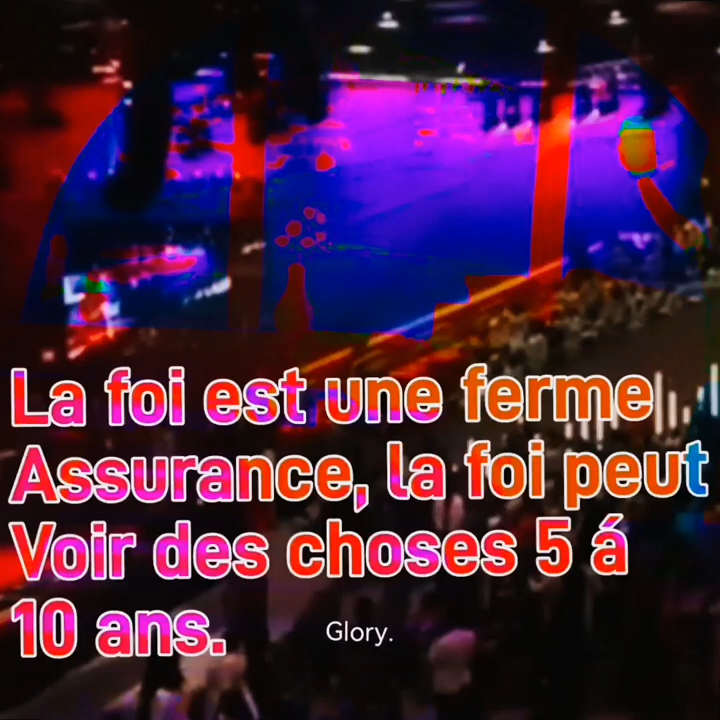 La foi est une ferme
Assurance, la foi peut
Voir des choses 5 á
10 ans.
Glory.